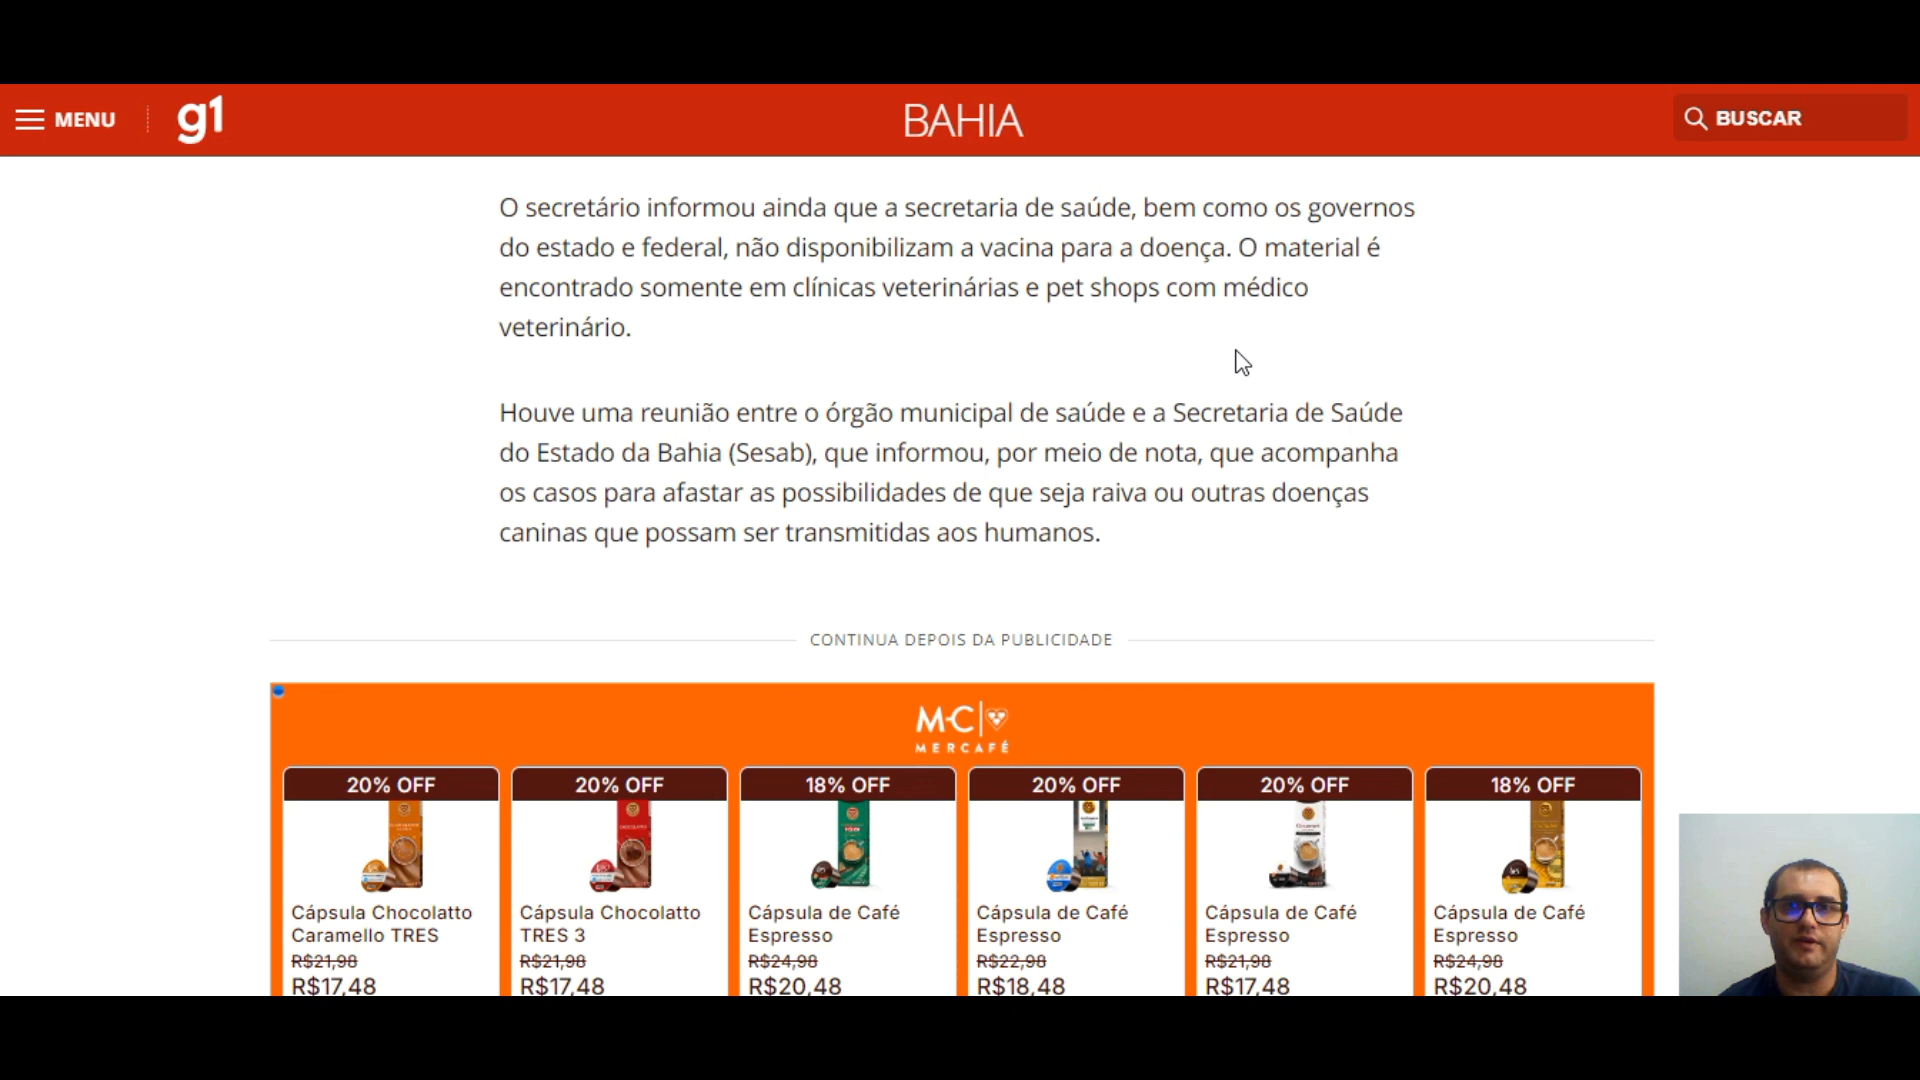 MENU
g1
BAHIA
BUSCAR
O secretário informou ainda que a secretaria de saúde, bem como os governos
do estado e federal, não disponibilizam a vacina para a doença. O material é
encontrado somente em clínicas veterinárias e pet shops com médico
veterinário.
Houve uma reunião entre o órgão municipal de saúde e a Secretaria de Saúde
do Estado da Bahia (Sesab), que informou, por meio de nota, que acompanha
os casos para afastar as possibilidades de que seja raiva ou outras doenças
caninas que possam ser transmitidas aos humanos.
CONTINUA DEPOIS DA PUBLICIDADE
M·C
MERCAFÉ
20% OFF
Cápsula Chocolatto
Caramello TRES
R$21,98
R$17,48
20% OFF
Cápsula Chocolatto
TRES 3
R$21,98
R$17,48
18% OFF
Cápsula de Café
Espresso
R$24,98
R$20,48
20% OFF
Cápsula de Café
Espresso
R$22,98
R$18,48
20% OFF
Cápsula de Café
Espresso
R$21,98
R$17,48
18% OFF
Cápsula de Café
Espresso
R$24,98
R$20,48